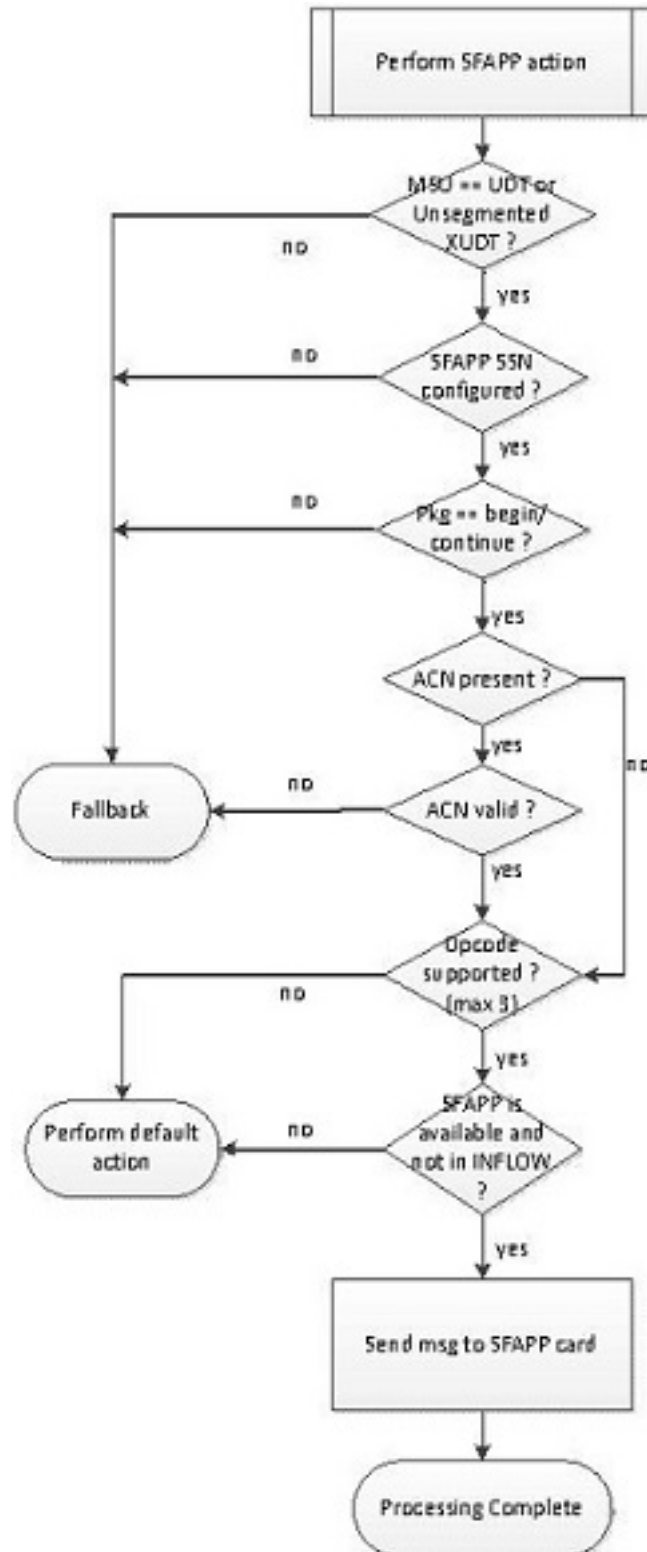 Perform SFAPP action
MSU == UDT or
Unsegmented
XUDT ?
no
yes
SFAPP SSN
configured ?
no
yes
Pkg == begin/
continue ?
no
yes
ACN present ?
no
yes
ACN valid ?
no
Fallback
yes
Opcode
supported ?
(max 3)
no
yes
SFAPP is
available and
not in INFLOW
?
no
Perform default
action
yes
Send msg to SFAPP card
Processing Complete